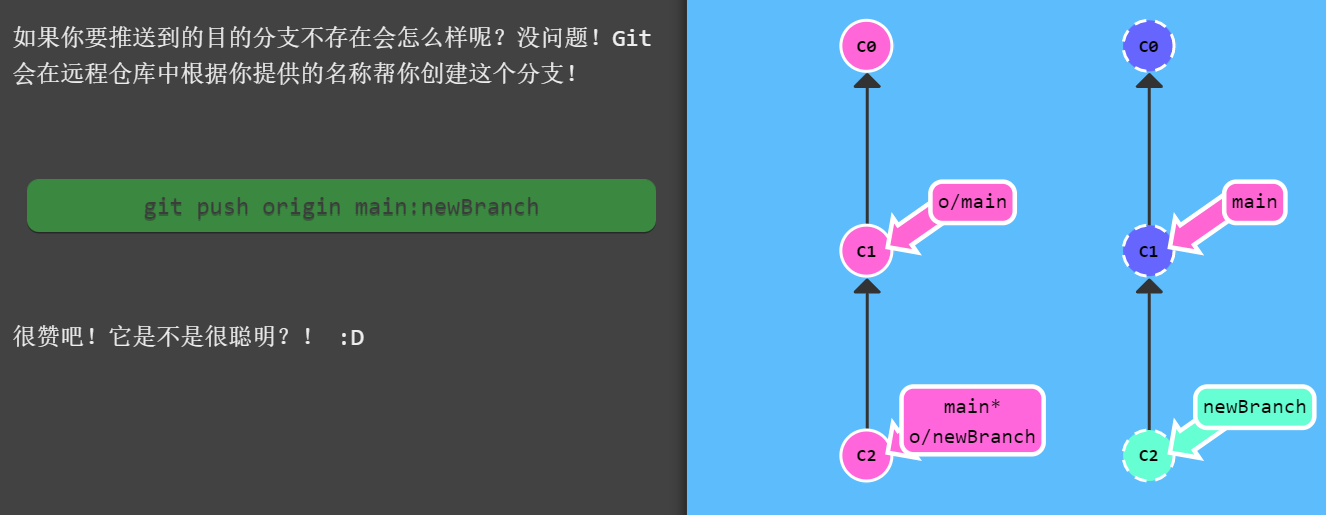 如果你要推送到的目的分支不存在会怎么样呢？没问题！Git
会在远程仓库中根据你提供的名称帮你创建这个分支！
git push origin main:newBranch
很赞吧！它是不是很聪明？！ :D
C0
C0
o/main
main
C1
C1
main*
newBranch
o/newBranch
C2
C2